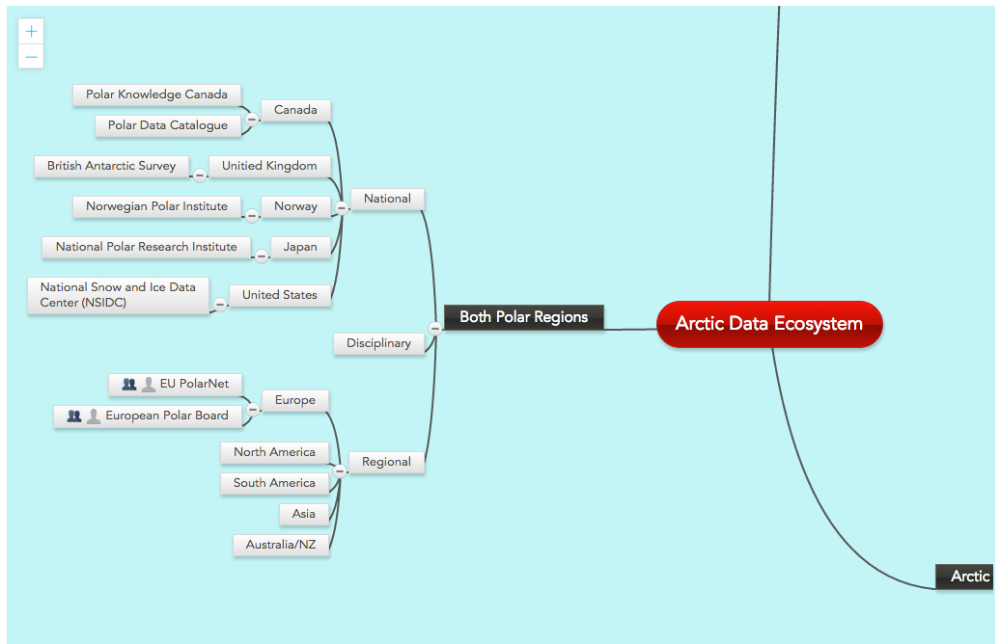 +
−
Polar Knowledge Canada
Polar Data Catalogue
Canada
British Antarctic Survey
Unitied Kingdom
Norwegian Polar Institute
Norway
National
National Polar Research Institute
Japan
National Snow and Ice Data
Center (NSIDC)
United States
Both Polar Regions
Arctic Data Ecosystem
Disciplinary
EU PolarNet
European Polar Board
Europe
North America
South America
Regional
Asia
Australia/NZ
Arctic